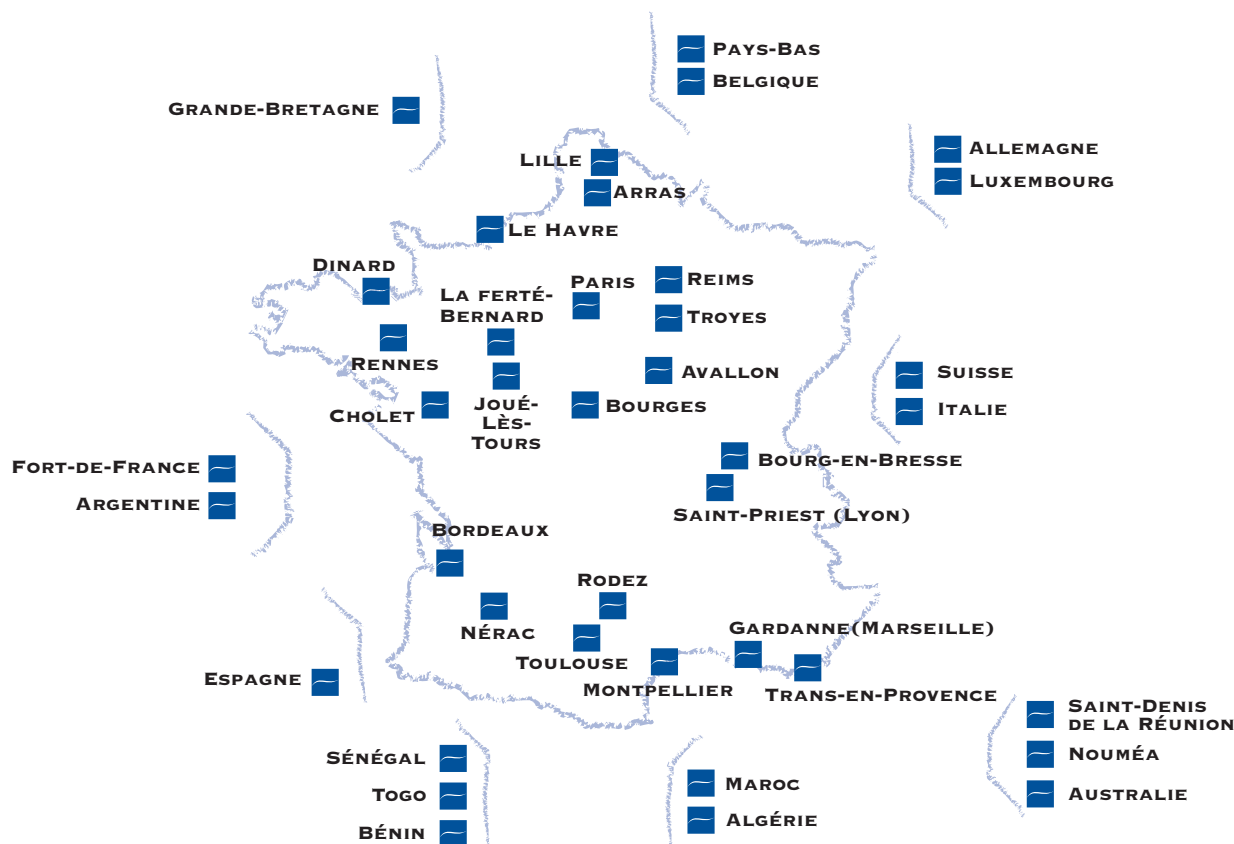 PAYS-BAS
BELGIQUE
GRANDE-BRETAGNE
ALLEMAGNE
LUXEMBOURG
LILLE
ARRAS
LE HAVRE
DINARD
PARIS
REIMS
LA FERTÉ-
BERNARD
TROYES
RENNES
AVALLON
SUISSE
CHOLET
JOUÉ-
LÈS-
TOURS
BOURGES
ITALIE
FORT-DE-FRANCE
ARGENTINE
BOURG-EN-BRESSE
SAINT-PRIEST (LYON)
BORDEAUX
RODEZ
NÉRAC
TOULOUSE
GARDANNE(MARSEILLE)
MONTPELLIER
TRANS-EN-PROVENCE
ESPAGNE
SAINT-DENIS
DE LA RÉUNION
NOUMÉA
AUSTRALIE
SÉNÉGAL
TOGO
BÉNIN
MAROC
ALGÉRIE